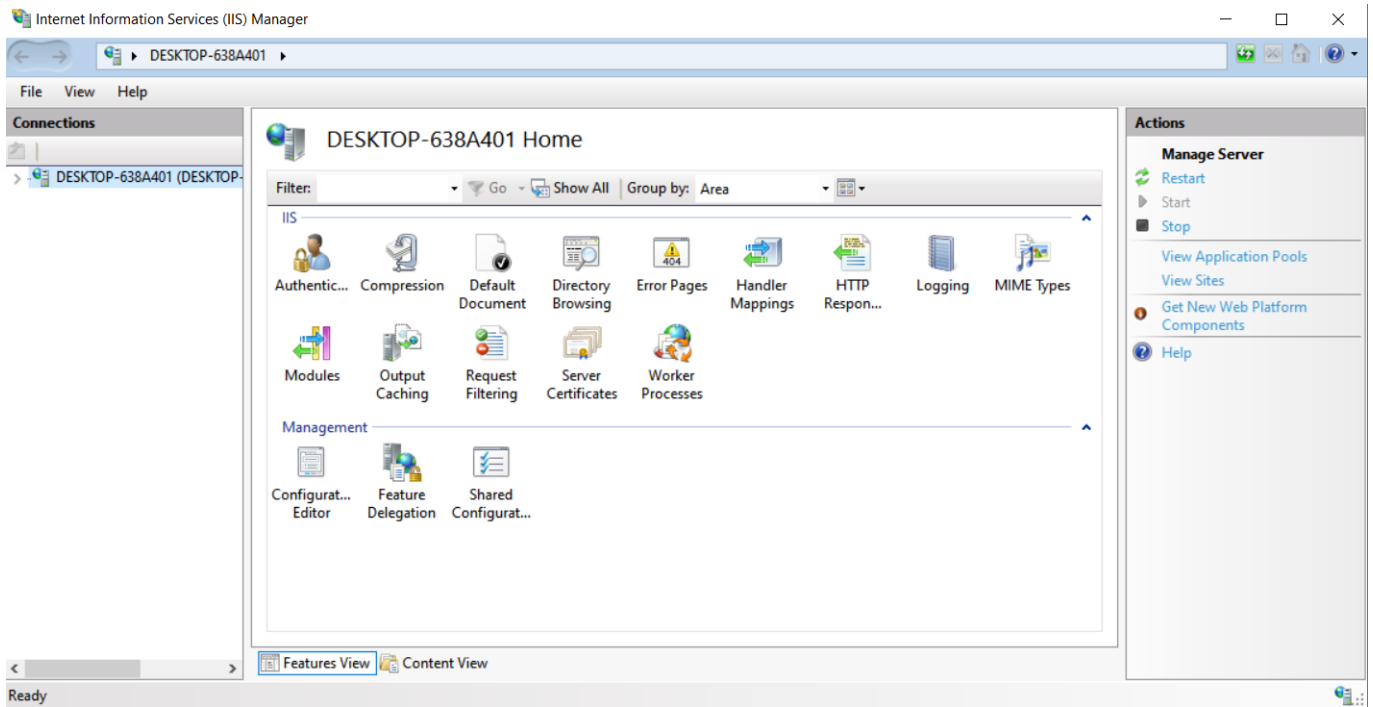 Internet Information Services (IIS) Manager
DESKTOP-638A401
File View Help
Connections
DESKTOP-638A401 (DESKTOP-
DESKTOP-638A401 Home
Filter: Go Show All Group by: Area
IIS
Authentic... Compression Default Directory Error Pages Handler HTTP Logging MIME Types
Document Browsing Mappings Respon...
404
Modules Output Request Server Worker
Caching Filtering Certificates Processes
Management
Configurat... Feature Shared
Editor Delegation Configurat...
Features View Content View
Actions
Manage Server
Restart
Start
Stop
View Application Pools
View Sites
Get New Web Platform
Components
Help
Ready